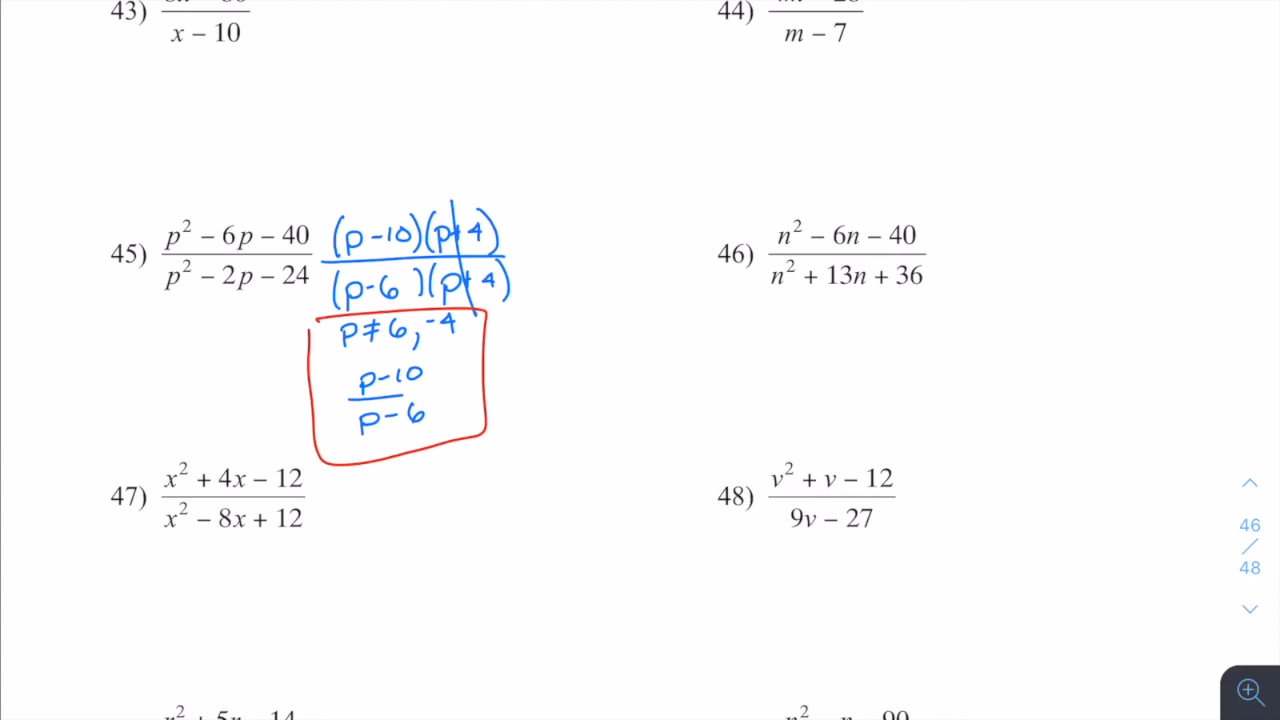 43)
x − 10
44)
m − 7
45) p² − 6p − 40 / p² − 2p − 24
(p-10)(p+4)
(p-6)(p+4)
p≠6,-4
p-10
p-6
46) n² − 6n − 40 / n² + 13n + 36
47) x² + 4x − 12 / x² − 8x + 12
48) v² + v − 12 / 9v − 27
46
/
48